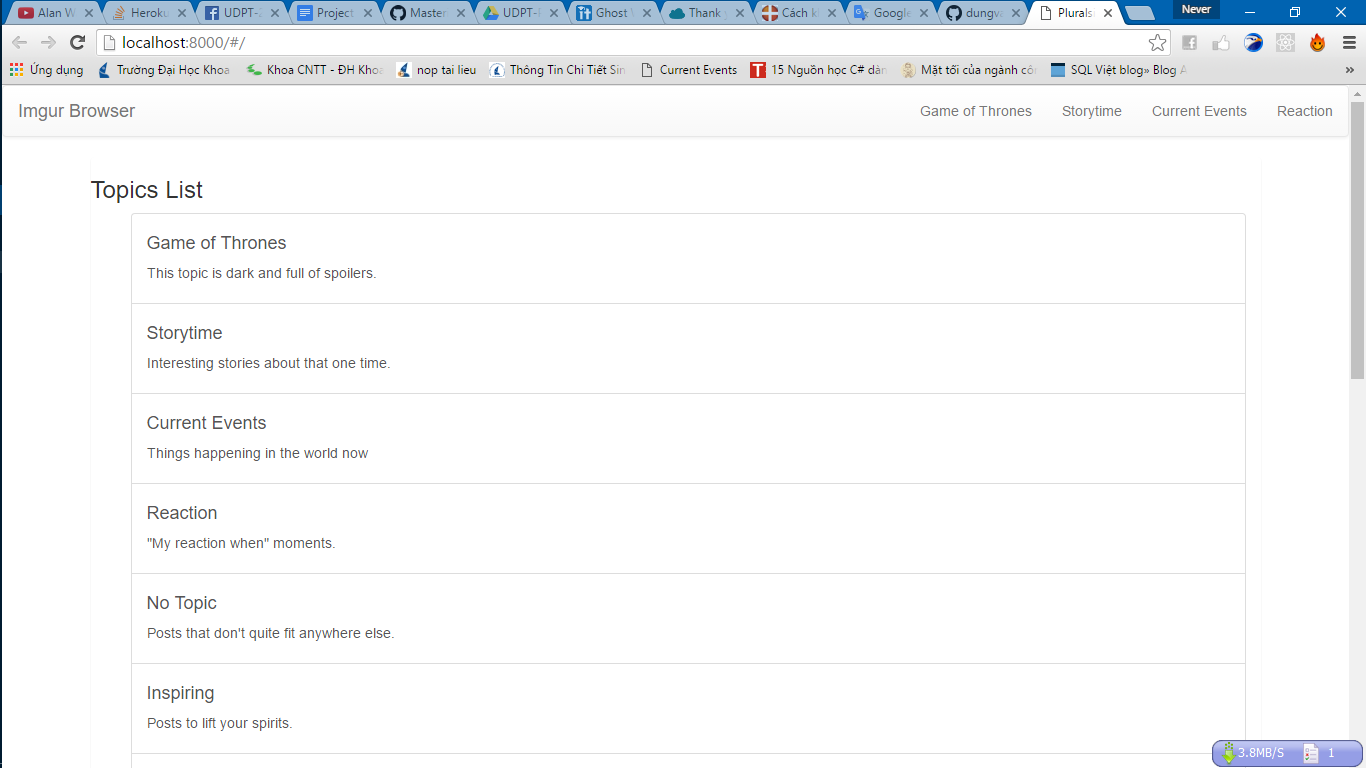 Alan W
Heroku
UDPT-2
Project
Master
UDPT-
Ghost
Thank
Cách k
Google
dungv
Plurals
Never
localhost:8000/#/
Ứng dụng
Trường Đại Học Khoa
Khoa CNTT - ĐH Kho
nop tai lieu
Thông Tin Chi Tiết Sin
Current Events
15 Nguồn học C# dàn
Mặt tối của ngành cô
SQL Việt blog» Blog A
»
Imgur Browser
Game of Thrones
Storytime
Current Events
Reaction
Topics List
Game of Thrones
This topic is dark and full of spoilers.
Storytime
Interesting stories about that one time.
Current Events
Things happening in the world now
Reaction
"My reaction when" moments.
No Topic
Posts that don't quite fit anywhere else.
Inspiring
Posts to lift your spirits.
3.8MB/S
1